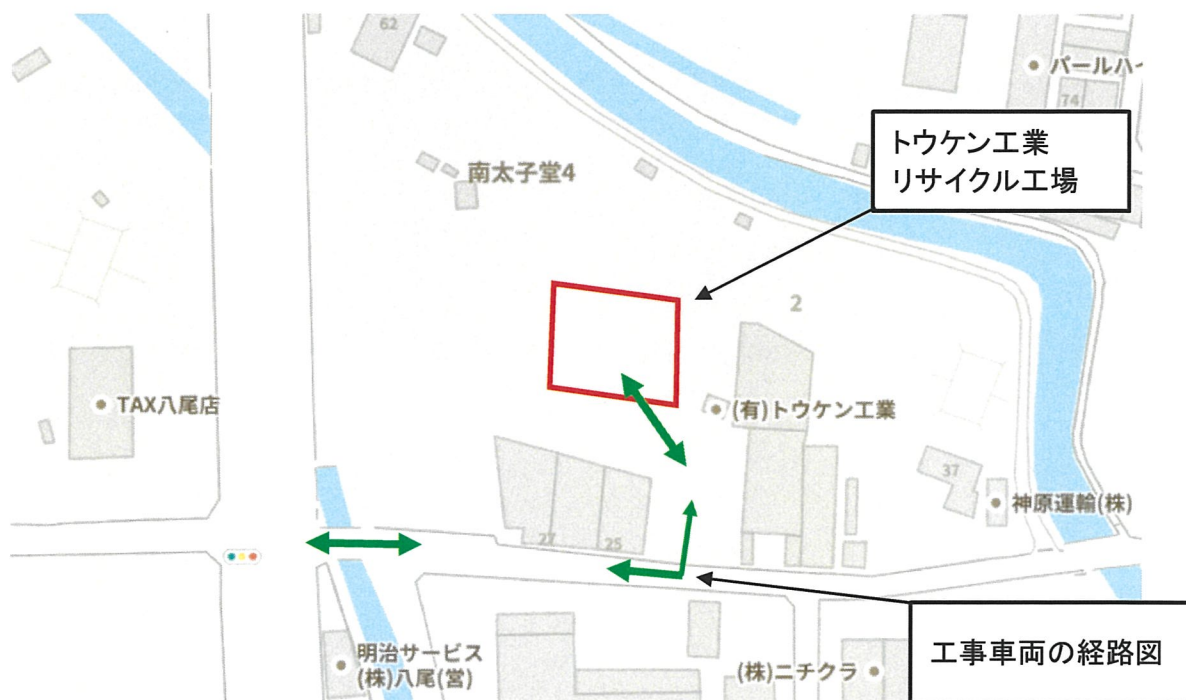 62
パールハイ
74
トウケン工業
リサイクル工場
南太子堂4
2
TAX八尾店
(有)トウケン工業
37
神原運輸(株)
27
25
明治サービス
(株)八尾(営)
(株)ニチクラ
工事車両の経路図